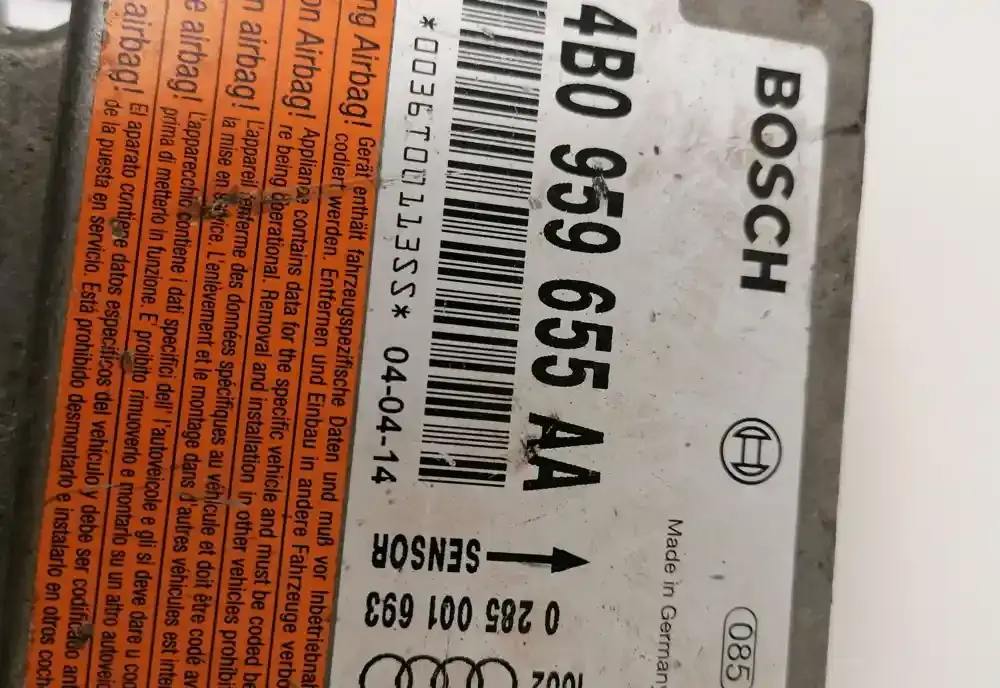 BOSCH
Made in Germany
085
4B0 959 655 AA
04-04-14
SENSOR
0 285 001 693
1002
ng Airbag! Gerät enthält fahrzeugspezifische Daten und muß vor Inbetriebnah
codiert werden. Entfernen und Einbau in andere Fahrzeuge verbo
on Airbag! Appliance contains data for the specific vehicle and must be coded be
re being operational. Removal and installation in other vehicles prohibi
n airbag! L'appareil renferme des données spécifiques au véhicule et doit être codé av
la mise en service. L'enlèvement et le montage dans d'autres véhicules est inter
e airbag! L'apparecchio contiene i dati specifici dell' l'autoveicole e gli si deve dare u cod
prima di metterlo in funzione. E' proibito rimuoverlo e montarlo su un altro autoveic
airbag! El aparato contiene datos específicos del vehículo y debe ser codificado ant
de la puesta en servicio. Está prohibido desmontarlo e instalarlo en otros coch